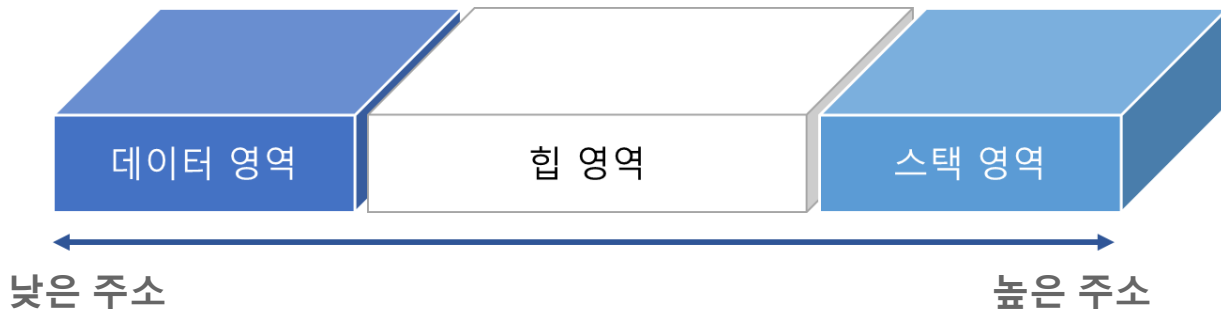 데이터 영역
힙 영역
스택 영역
낮은 주소
높은 주소